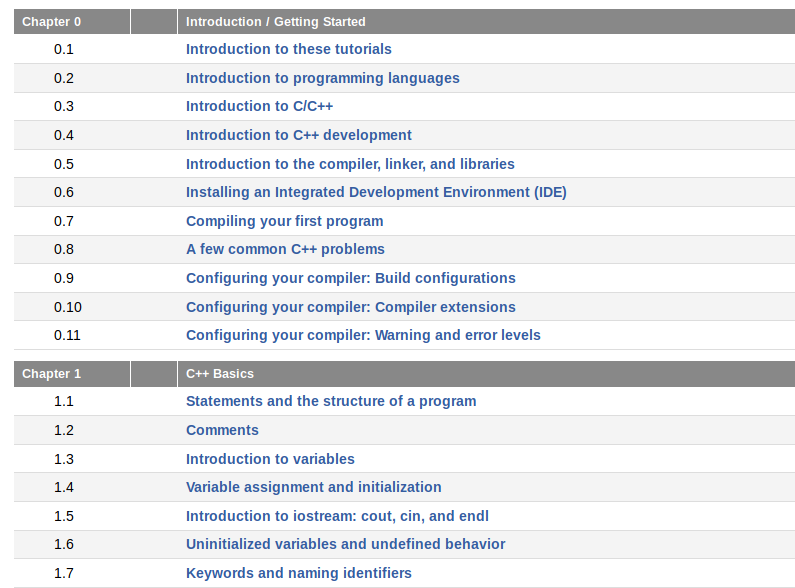 Chapter 0 Introduction / Getting Started
0.1 Introduction to these tutorials
0.2 Introduction to programming languages
0.3 Introduction to C/C++
0.4 Introduction to C++ development
0.5 Introduction to the compiler, linker, and libraries
0.6 Installing an Integrated Development Environment (IDE)
0.7 Compiling your first program
0.8 A few common C++ problems
0.9 Configuring your compiler: Build configurations
0.10 Configuring your compiler: Compiler extensions
0.11 Configuring your compiler: Warning and error levels
Chapter 1 C++ Basics
1.1 Statements and the structure of a program
1.2 Comments
1.3 Introduction to variables
1.4 Variable assignment and initialization
1.5 Introduction to iostream: cout, cin, and endl
1.6 Uninitialized variables and undefined behavior
1.7 Keywords and naming identifiers